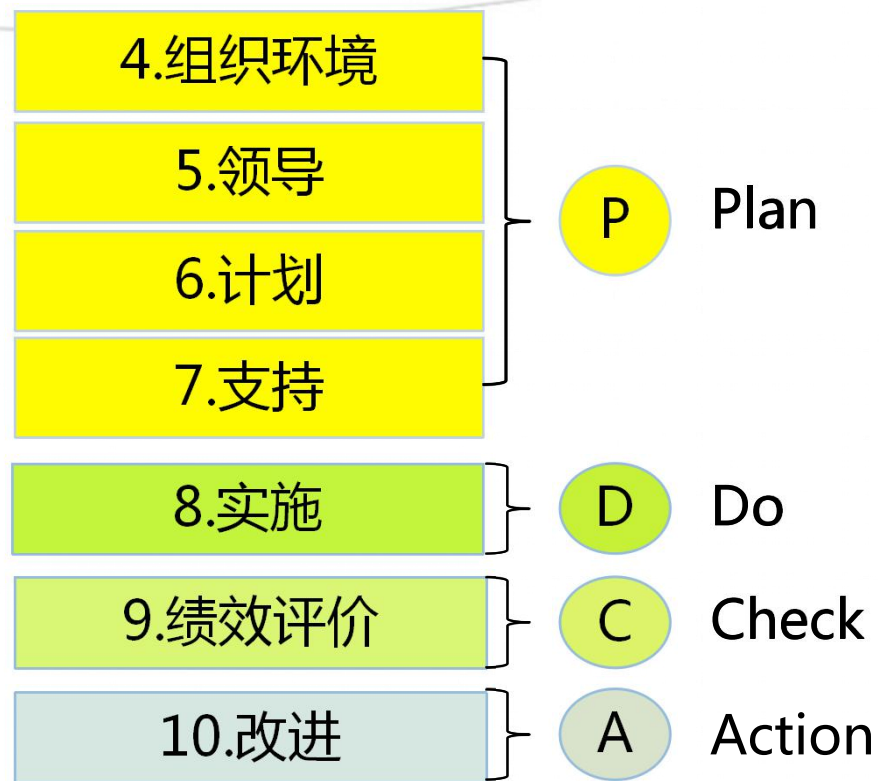 4.组织环境
5.领导
6.计划
7.支持
P Plan
8.实施 D Do
9.绩效评价 C Check
10.改进 A Action